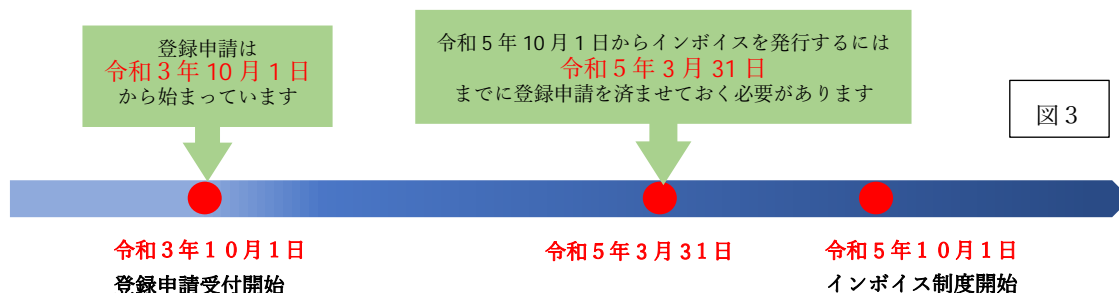 登録申請は
令和３年 10 月１日
から始まっています
令和５年 10 月１日からインボイスを発行するには
令和５年３月 31 日
までに登録申請を済ませておく必要があります
図３
令和３年１０月１日
登録申請受付開始
令和５年３月３１日
令和５年１０月１日
インボイス制度開始